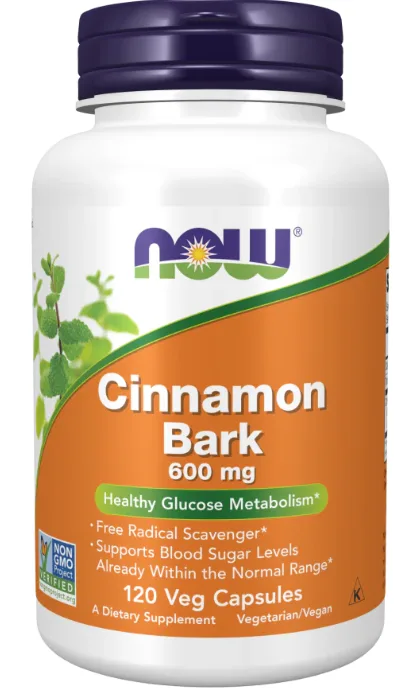 NOW®
Cinnamon
Bark
600 mg
Healthy Glucose Metabolism*
• Free Radical Scavenger*
• Supports Blood Sugar Levels
Already Within the Normal Range*
120 Veg Capsules
A Dietary Supplement Vegetarian/Vegan
NON
GMO
Project
VERIFIED
K